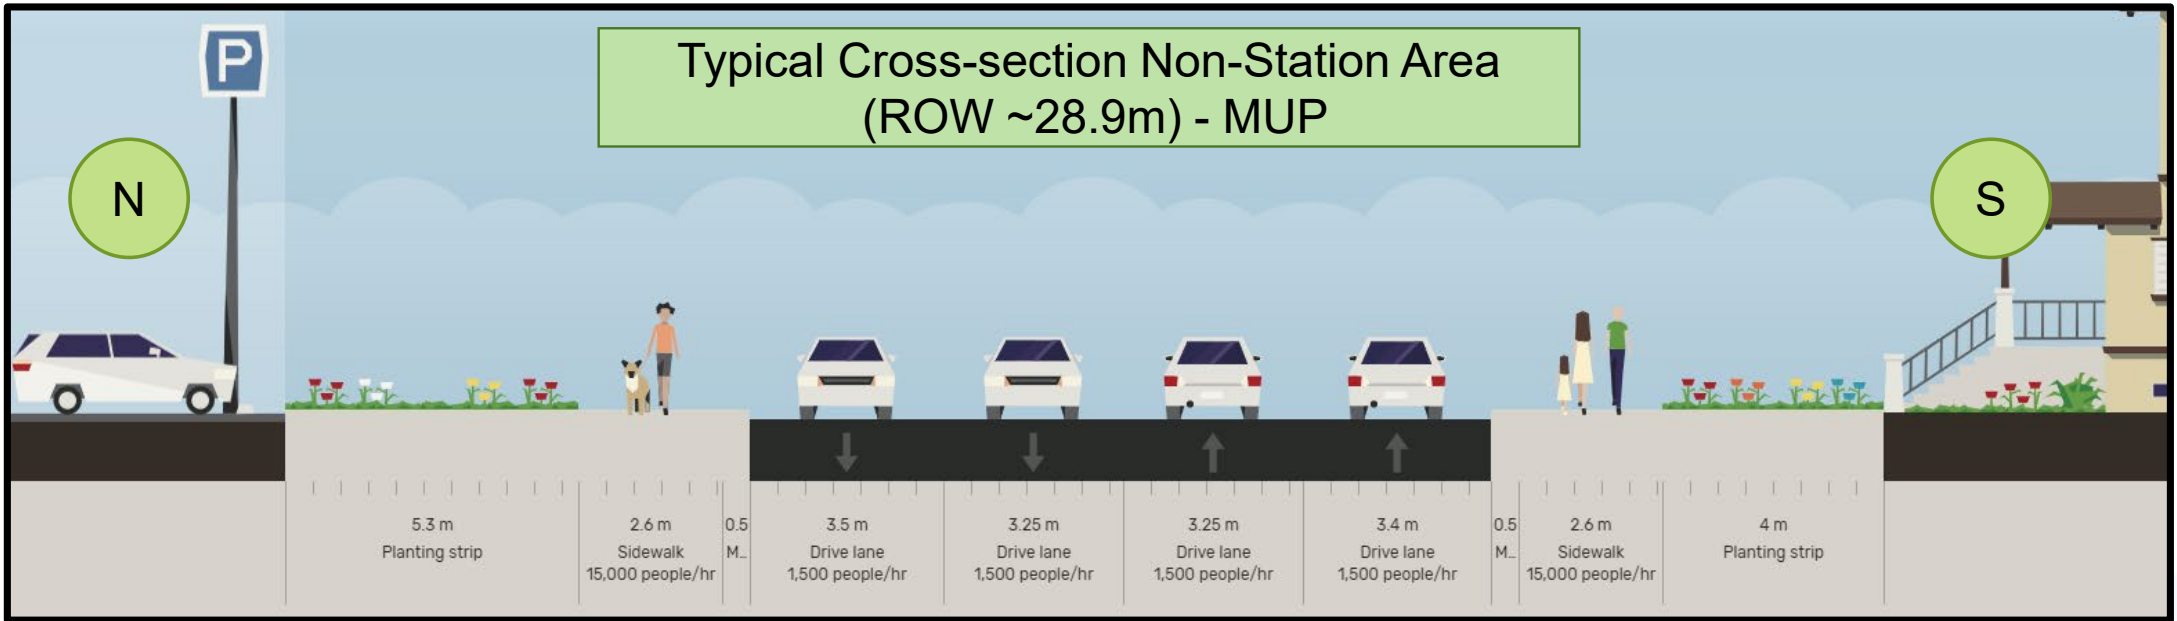 P
Typical Cross-section Non-Station Area
(ROW ~28.9m) - MUP
N
S
5.3 m
Planting strip
2.6 m
Sidewalk
15,000 people/hr
0.5
M...
3.5 m
Drive lane
1,500 people/hr
3.25 m
Drive lane
1,500 people/hr
3.25 m
Drive lane
1,500 people/hr
3.4 m
Drive lane
1,500 people/hr
0.5
M...
2.6 m
Sidewalk
15,000 people/hr
4 m
Planting strip